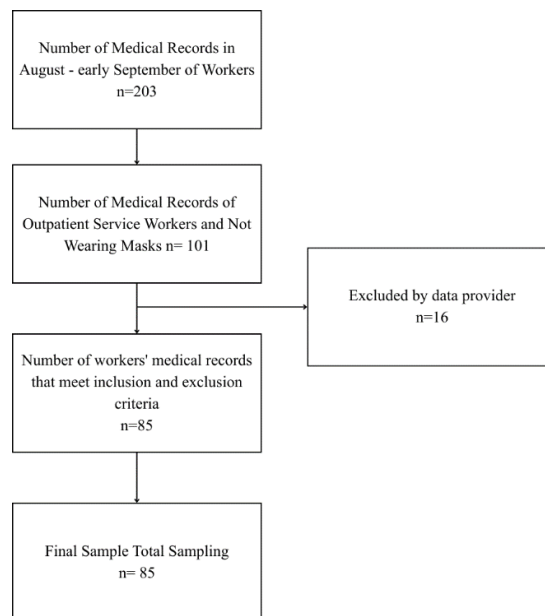 Number of Medical Records in
August - early September of Workers
n=203
Number of Medical Records of
Outpatient Service Workers and Not
Wearing Masks n= 101
Excluded by data provider
n=16
Number of workers' medical records
that meet inclusion and exclusion
criteria
n=85
Final Sample Total Sampling
n= 85